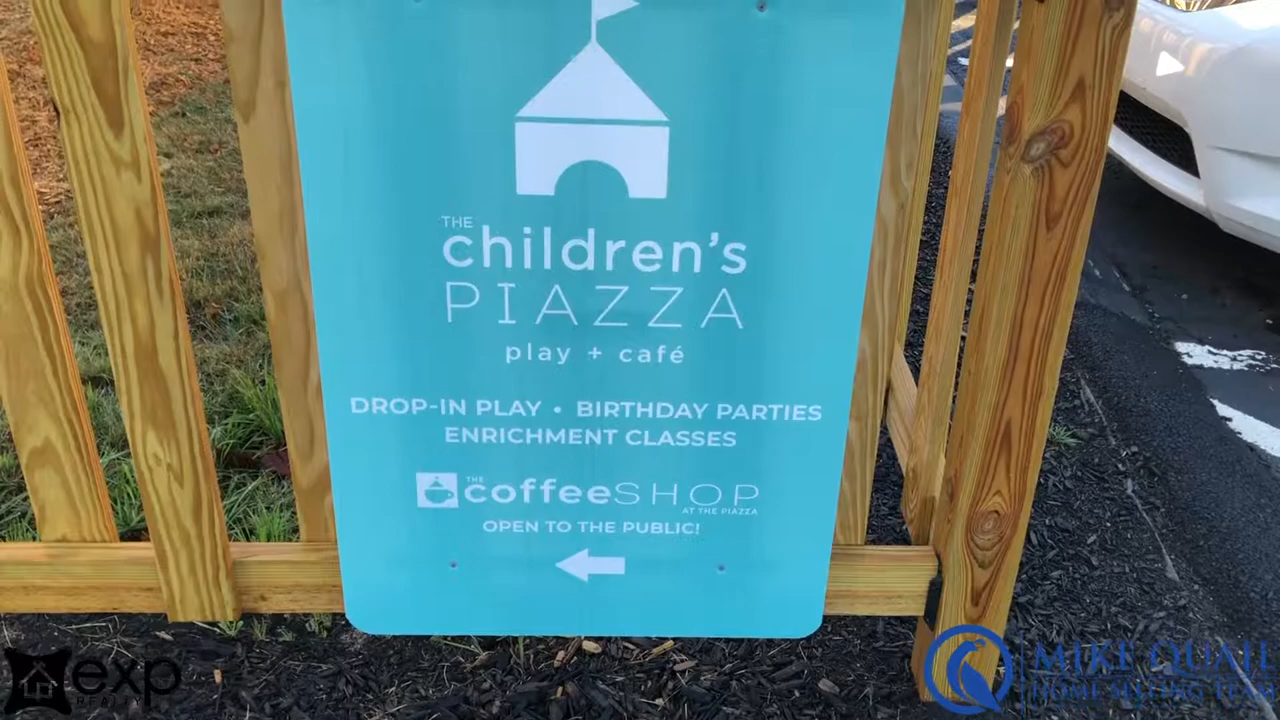 THE
children's
PIAZZA
play + café
DROP-IN PLAY • BIRTHDAY PARTIES
ENRICHMENT CLASSES
THE
coffeeSHOP
AT THE PIAZZA
OPEN TO THE PUBLIC!
exp
REALTY
MIKE QUAIL
HOME SELLING TEAM